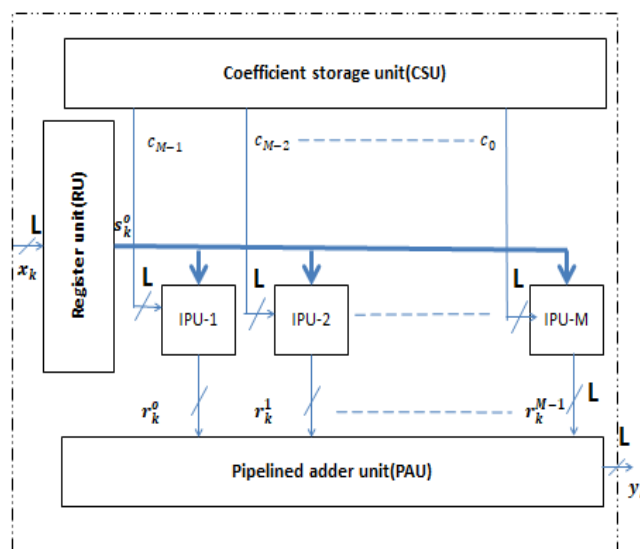 Coefficient storage unit(CSU)
c_{M-1} c_{M-2} c_0
Register unit(RU)
L
x_k
s_k^o
L L L
IPU-1 IPU-2 IPU-M
r_k^o r_k^1 r_k^{M-1} L
Pipelined adder unit(PAU)
L
y